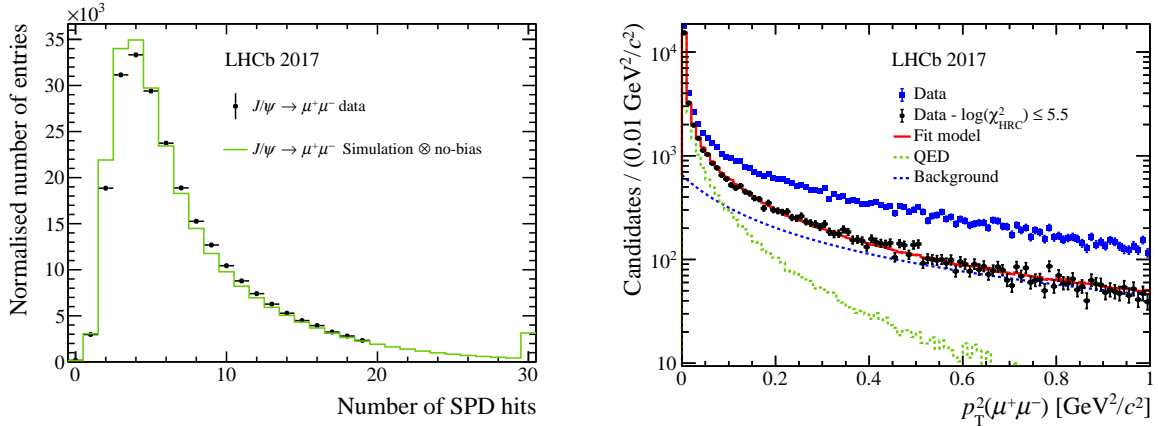 ×10³
Normalised number of entries
35
30
25
20
15
10
5
0
LHCb 2017
J/ψ → μ⁺μ⁻ data
J/ψ → μ⁺μ⁻ Simulation ⊗ no-bias
0 10 20 30
Number of SPD hits
Candidates / (0.01 GeV²/c²)
10⁴
10³
10²
10
LHCb 2017
Data
Data - log(χ²_HRC) ≤ 5.5
Fit model
QED
Background
0 0.2 0.4 0.6 0.8 1
p_T²(μ⁺μ⁻) [GeV²/c²]